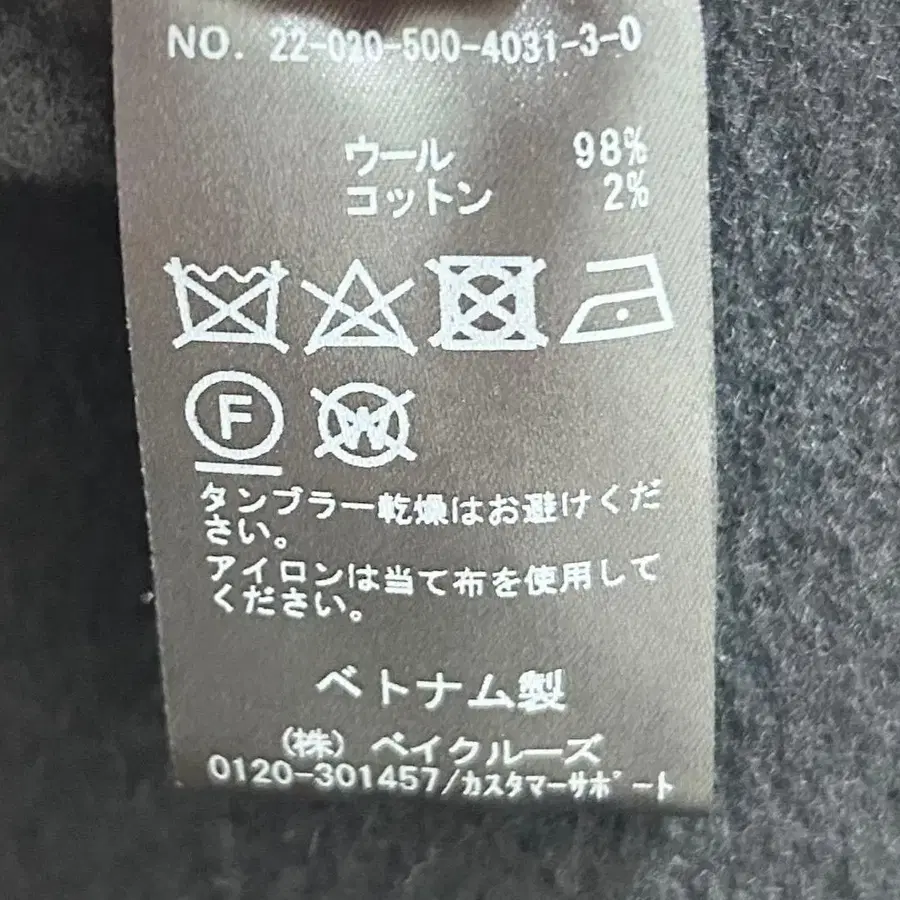 NO. 22-020-500-4031-3-0
ウール 98%
コットン 2%
F
W
タンブラー乾燥はお避けくだ
さい。
アイロンは当て布を使用して
ください。
ベトナム製
(株) ベイクルーズ
0120-301457/カスタマーサポート